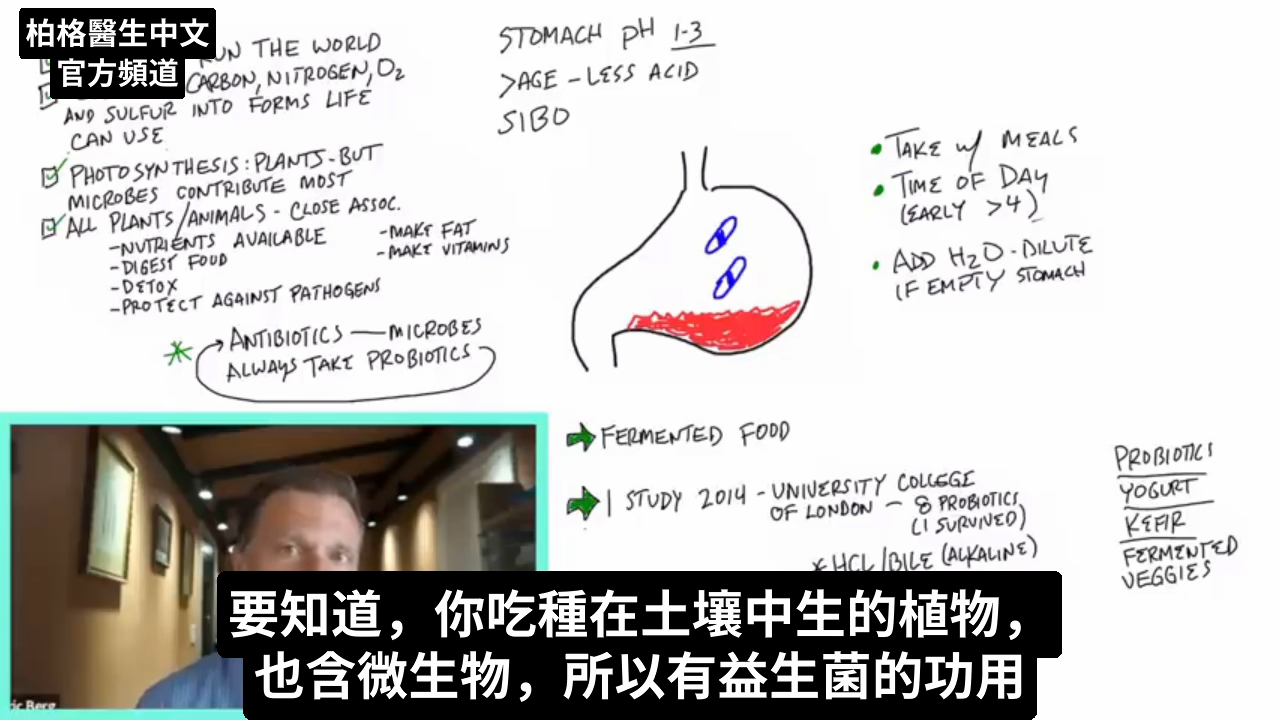 柏格醫生中文
官方頻道
RUN THE WORLD
CARBON, NITROGEN, O2
AND SULFUR INTO FORMS LIFE
CAN USE
PHOTOSYNTHESIS: PLANTS-BUT
MICROBES CONTRIBUTE MOST
ALL PLANTS/ANIMALS - CLOSE ASSOC.
-NUTRIENTS AVAILABLE
-DIGEST FOOD
-DETOX
-PROTECT AGAINST PATHOGENS
-MAKE FAT
-MAKE VITAMINS
* ANTIBIOTICS — MICROBES
ALWAYS TAKE PROBIOTICS
STOMACH pH 1-3
>AGE - LESS ACID
SIBO
• TAKE w/ MEALS
• TIME OF DAY
(EARLY >4)
• ADD H2O - DILUTE
IF EMPTY STOMACH
FERMENTED FOOD
1 STUDY 2014 - UNIVERSITY COLLEGE
OF LONDON - 8 PROBIOTICS
(1 SURVIVED)
* HCL/BILE (ALKALINE)
PROBIOTICS
YOGURT
KEFIR
FERMENTED
VEGGIES
ric Berg
要知道，你吃種在土壤中生的植物，
也含微生物，所以有益生菌的功用